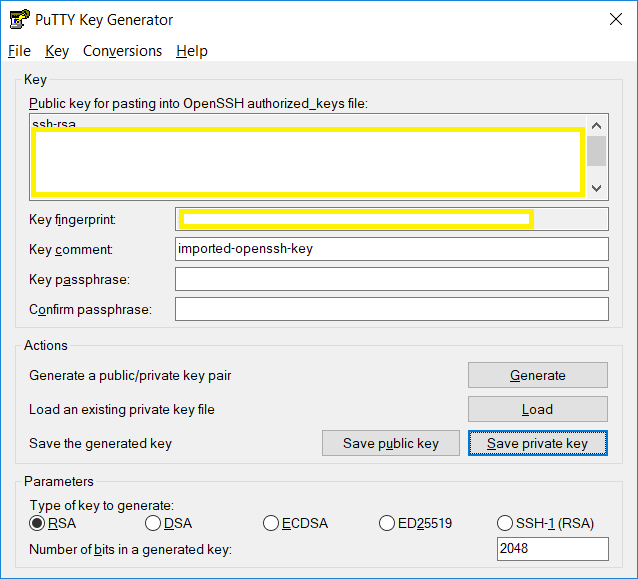 PuTTY Key Generator
File Key Conversions Help
Key
Public key for pasting into OpenSSH authorized_keys file:
ssh-rsa
Key fingerprint:
Key comment: imported-openssh-key
Key passphrase:
Confirm passphrase:
Actions
Generate a public/private key pair Generate
Load an existing private key file Load
Save the generated key Save public key Save private key
Parameters
Type of key to generate:
RSA DSA ECDSA ED25519 SSH-1 (RSA)
Number of bits in a generated key: 2048